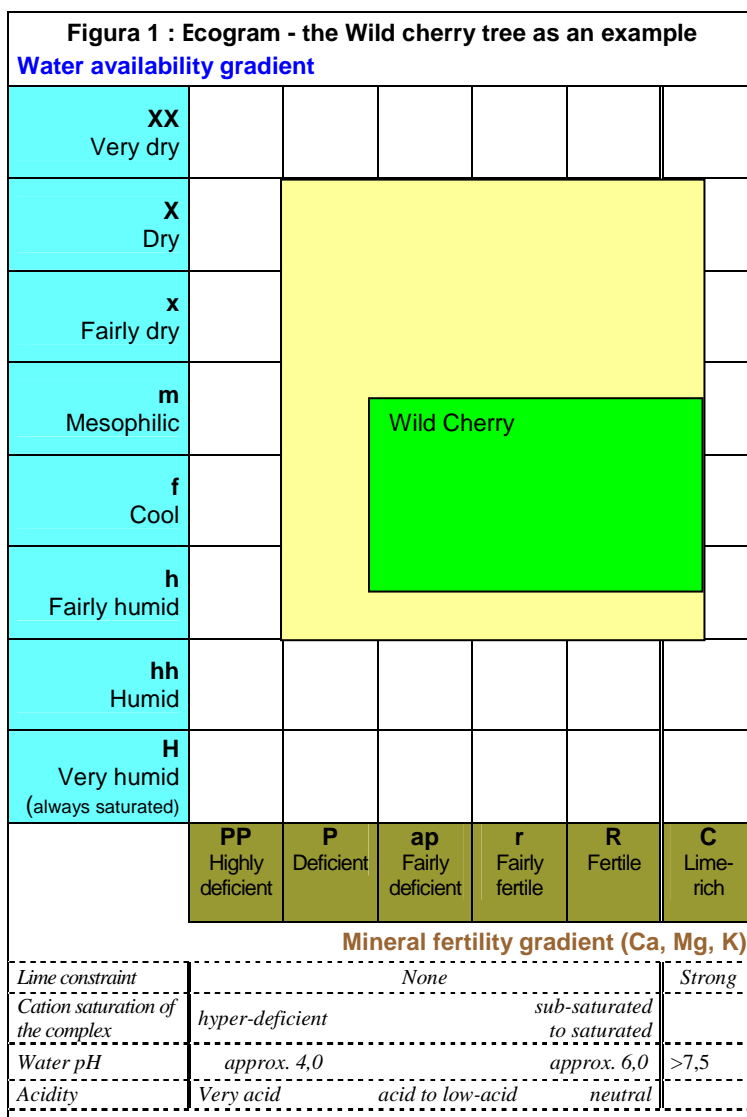 Figura 1 : Ecogram - the Wild cherry tree as an example
Water availability gradient
XX
Very dry
X
Dry
x
Fairly dry
m
Mesophilic
Wild Cherry
f
Cool
h
Fairly humid
hh
Humid
H
Very humid
(always saturated)
PP
Highly
deficient
P
Deficient
ap
Fairly
deficient
r
Fairly
fertile
R
Fertile
C
Lime-
rich
Mineral fertility gradient (Ca, Mg, K)
Lime constraint None Strong
Cation saturation of
the complex
hyper-deficient
sub-saturated
to saturated
Water pH approx. 4,0 approx. 6,0 >7,5
Acidity Very acid acid to low-acid neutral